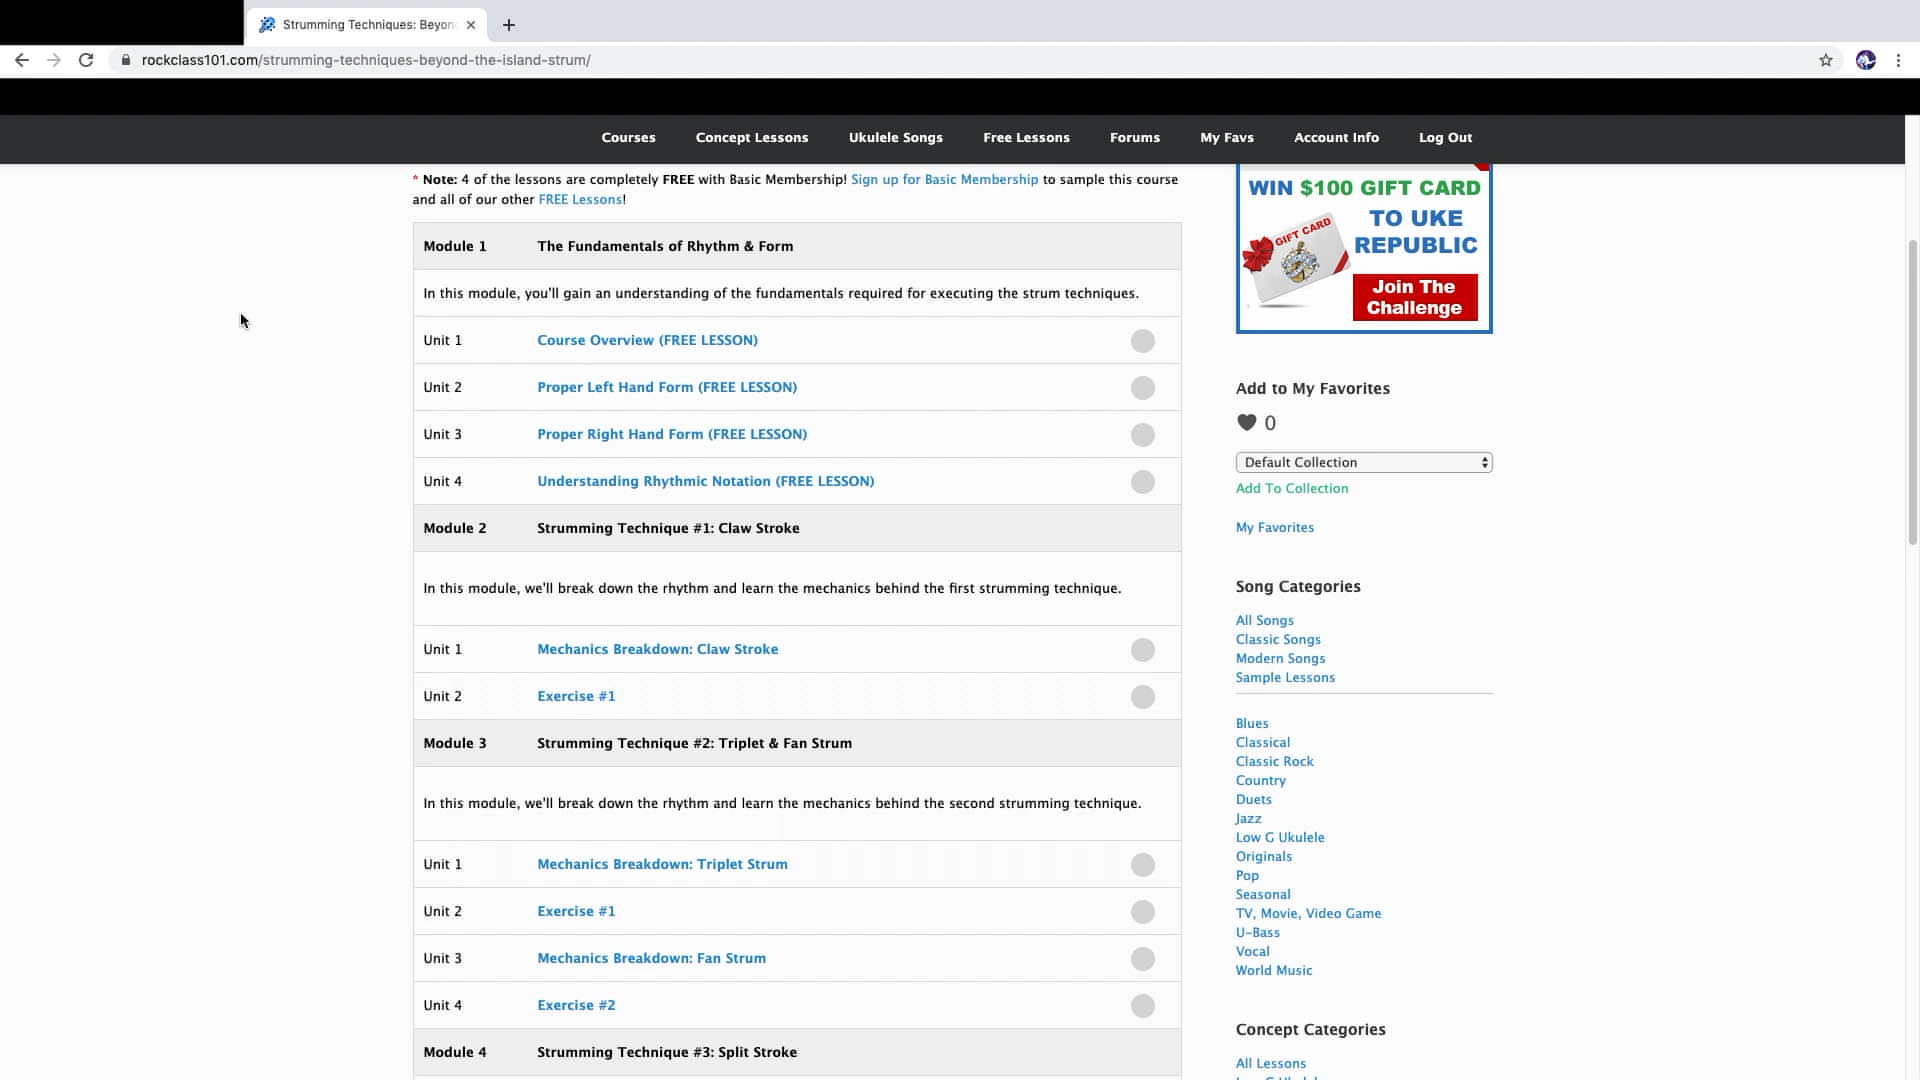 Strumming Techniques: Beyon
rockclass101.com/strumming-techniques-beyond-the-island-strum/
Courses Concept Lessons Ukulele Songs Free Lessons Forums My Favs Account Info Log Out
* Note: 4 of the lessons are completely FREE with Basic Membership! Sign up for Basic Membership to sample this course
and all of our other FREE Lessons!
Module 1 The Fundamentals of Rhythm & Form
In this module, you'll gain an understanding of the fundamentals required for executing the strum techniques.
Unit 1 Course Overview (FREE LESSON)
Unit 2 Proper Left Hand Form (FREE LESSON)
Unit 3 Proper Right Hand Form (FREE LESSON)
Unit 4 Understanding Rhythmic Notation (FREE LESSON)
Module 2 Strumming Technique #1: Claw Stroke
In this module, we'll break down the rhythm and learn the mechanics behind the first strumming technique.
Unit 1 Mechanics Breakdown: Claw Stroke
Unit 2 Exercise #1
Module 3 Strumming Technique #2: Triplet & Fan Strum
In this module, we'll break down the rhythm and learn the mechanics behind the second strumming technique.
Unit 1 Mechanics Breakdown: Triplet Strum
Unit 2 Exercise #1
Unit 3 Mechanics Breakdown: Fan Strum
Unit 4 Exercise #2
Module 4 Strumming Technique #3: Split Stroke
WIN $100 GIFT CARD
TO UKE
REPUBLIC
GIFT CARD
Join The
Challenge
Add to My Favorites
0
Default Collection
Add To Collection
My Favorites
Song Categories
All Songs
Classic Songs
Modern Songs
Sample Lessons
Blues
Classical
Classic Rock
Country
Duets
Jazz
Low G Ukulele
Originals
Pop
Seasonal
TV, Movie, Video Game
U-Bass
Vocal
World Music
Concept Categories
All Lessons